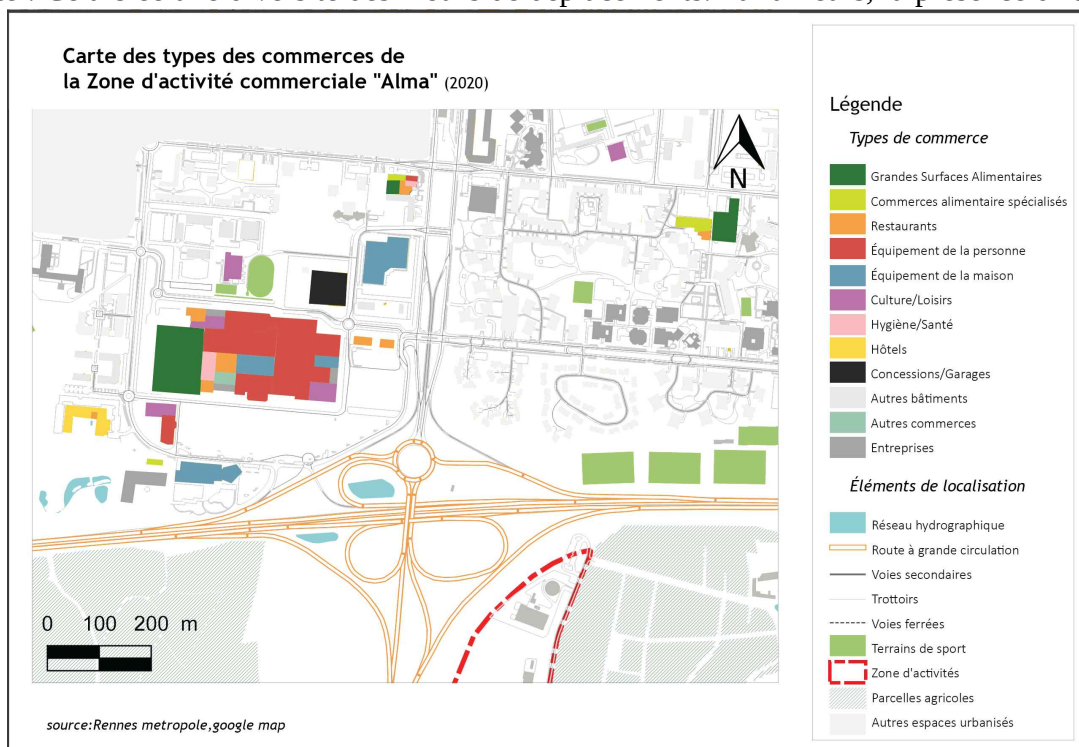 Carte des types des commerces de
la Zone d'activité commerciale "Alma" (2020)
N
0 100 200 m
source:Rennes metropole,google map
Légende
Types de commerce
Grandes Surfaces Alimentaires
Commerces alimentaire spécialisés
Restaurants
Équipement de la personne
Équipement de la maison
Culture/Loisirs
Hygiène/Santé
Hôtels
Concessions/Garages
Autres bâtiments
Autres commerces
Entreprises
Éléments de localisation
Réseau hydrographique
Route à grande circulation
Voies secondaires
Trottoirs
Voies ferrées
Terrains de sport
Zone d'activités
Parcelles agricoles
Autres espaces urbanisés